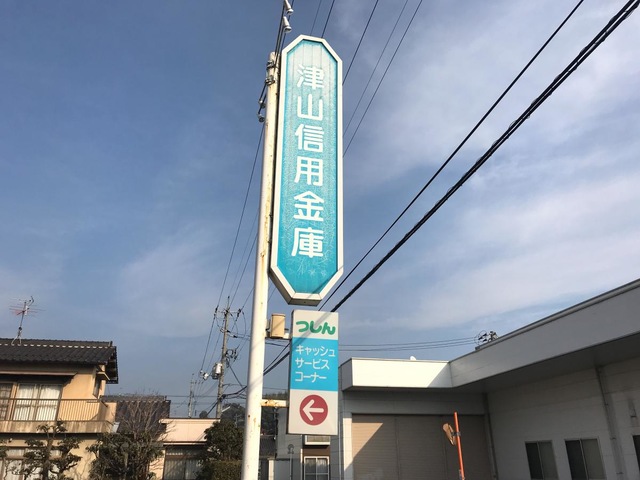 津山信用金庫
つしん
キャッシュ
サービス
コーナー